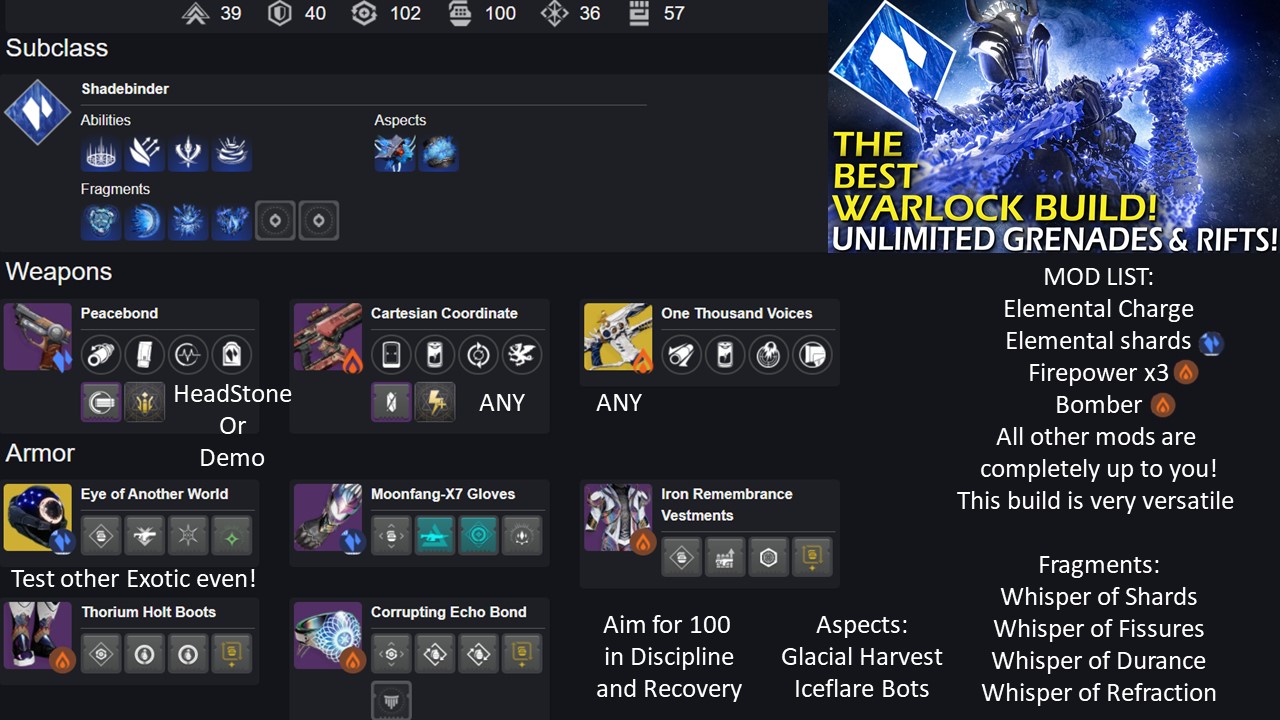 39 40 102 100 36 57
Subclass
Shadebinder
Abilities
Aspects
Fragments
THE
BEST
WARLOCK BUILD!
UNLIMITED GRENADES & RIFTS!
Weapons
Peacebond
HeadStone
Or
Demo
Cartesian Coordinate
ANY
One Thousand Voices
ANY
Armor
Eye of Another World
Test other Exotic even!
Moonfang-X7 Gloves
Iron Remembrance
Vestments
Thorium Holt Boots
Corrupting Echo Bond
Aim for 100
in Discipline
and Recovery
Aspects:
Glacial Harvest
Iceflare Bots
MOD LIST:
Elemental Charge
Elemental shards
Firepower x3
Bomber
All other mods are
completely up to you!
This build is very versatile
Fragments:
Whisper of Shards
Whisper of Fissures
Whisper of Durance
Whisper of Refraction